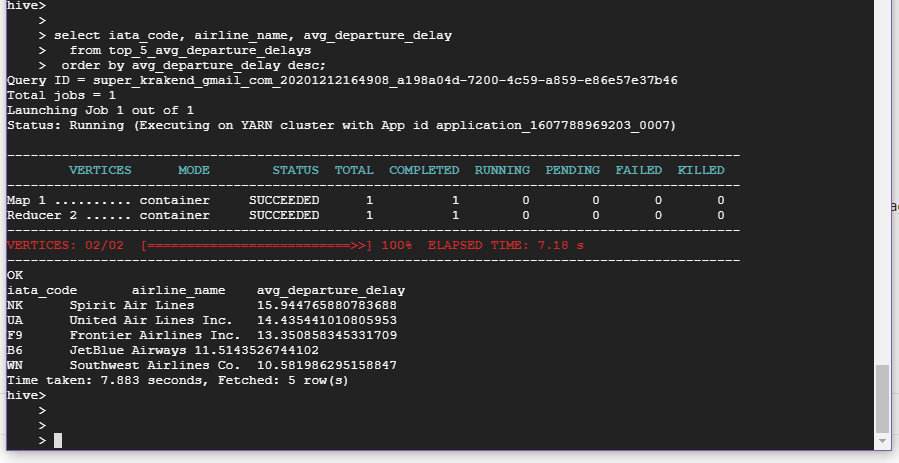 hive>
    >
    > select iata_code, airline_name, avg_departure_delay
    >   from top_5_avg_departure_delays
    >  order by avg_departure_delay desc;
Query ID = super_krakend_gmail_com_20201212164908_a198a04d-7200-4c59-a859-e86e57e37b46
Total jobs = 1
Launching Job 1 out of 1
Status: Running (Executing on YARN cluster with App id application_1607788969203_0007)
----------------------------------------------------------------------------------------------
        VERTICES      MODE        STATUS  TOTAL  COMPLETED  RUNNING  PENDING  FAILED  KILLED
----------------------------------------------------------------------------------------------
Map 1 .......... container     SUCCEEDED      1          1        0        0       0       0
Reducer 2 ...... container     SUCCEEDED      1          1        0        0       0       0
----------------------------------------------------------------------------------------------
VERTICES: 02/02  [==========================>>] 100%  ELAPSED TIME: 7.18 s
----------------------------------------------------------------------------------------------
OK
iata_code       airline_name    avg_departure_delay
NK      Spirit Air Lines        15.944765880783688
UA      United Air Lines Inc.   14.435441010805953
F9      Frontier Airlines Inc.  13.350858345331709
B6      JetBlue Airways 11.5143526744102
WN      Southwest Airlines Co.  10.581986295158847
Time taken: 7.883 seconds, Fetched: 5 row(s)
hive>
    >
    >
    >